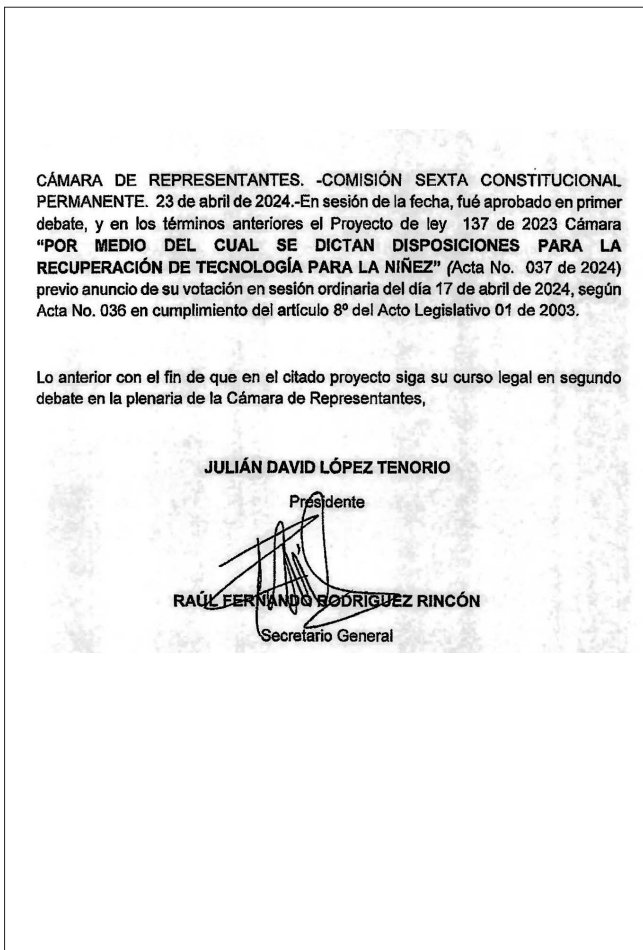 CÁMARA DE REPRESENTANTES. -COMISIÓN SEXTA CONSTITUCIONAL
PERMANENTE. 23 de abril de 2024.-En sesión de la fecha, fué aprobado en primer
debate, y en los términos anteriores el Proyecto de ley 137 de 2023 Cámara
"POR MEDIO DEL CUAL SE DICTAN DISPOSICIONES PARA LA
RECUPERACIÓN DE TECNOLOGÍA PARA LA NIÑEZ" (Acta No. 037 de 2024)
previo anuncio de su votación en sesión ordinaria del día 17 de abril de 2024, según
Acta No. 036 en cumplimiento del artículo 8º del Acto Legislativo 01 de 2003.
Lo anterior con el fin de que en el citado proyecto siga su curso legal en segundo
debate en la plenaria de la Cámara de Representantes,
JULIÁN DAVID LÓPEZ TENORIO
Presidente
RAÚL FERNANDO RODRÍGUEZ RINCÓN
Secretario General